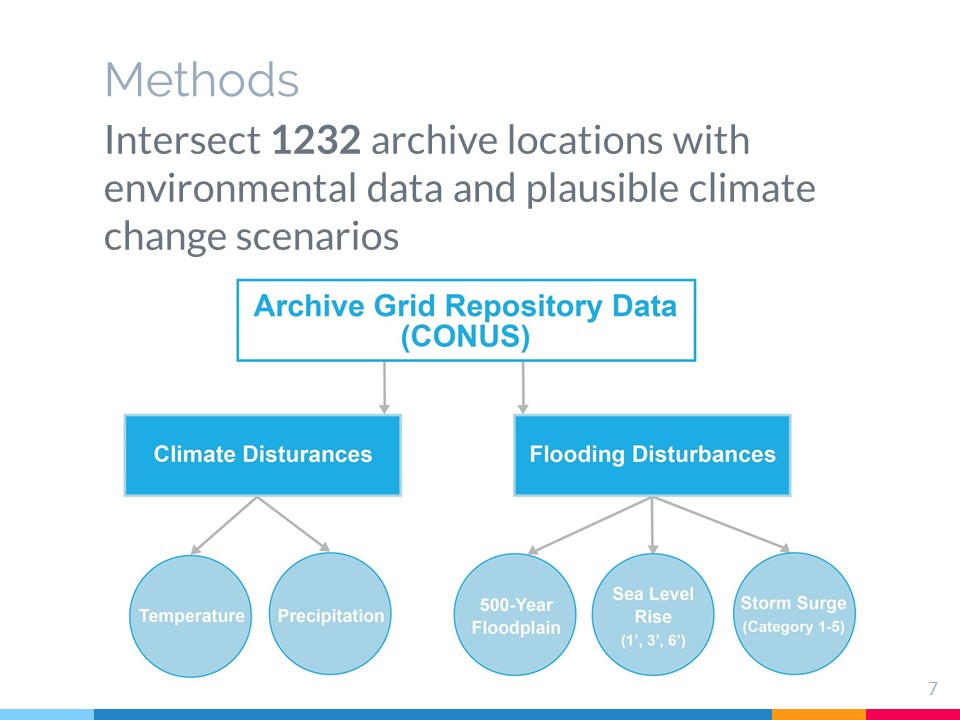 Methods
Intersect 1232 archive locations with
environmental data and plausible climate
change scenarios
Archive Grid Repository Data
(CONUS)
Climate Disturances
Flooding Disturbances
Temperature
Precipitation
500-Year
Floodplain
Sea Level
Rise
(1’, 3’, 6’)
Storm Surge
(Category 1-5)
7